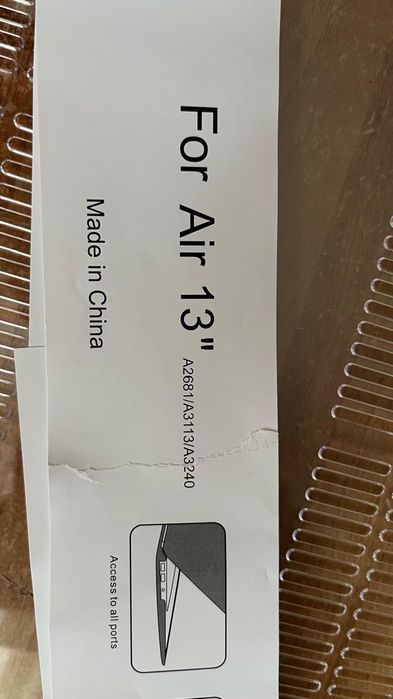 For Air 13" A2681/A3113/A3240
Made in China
Access to all ports